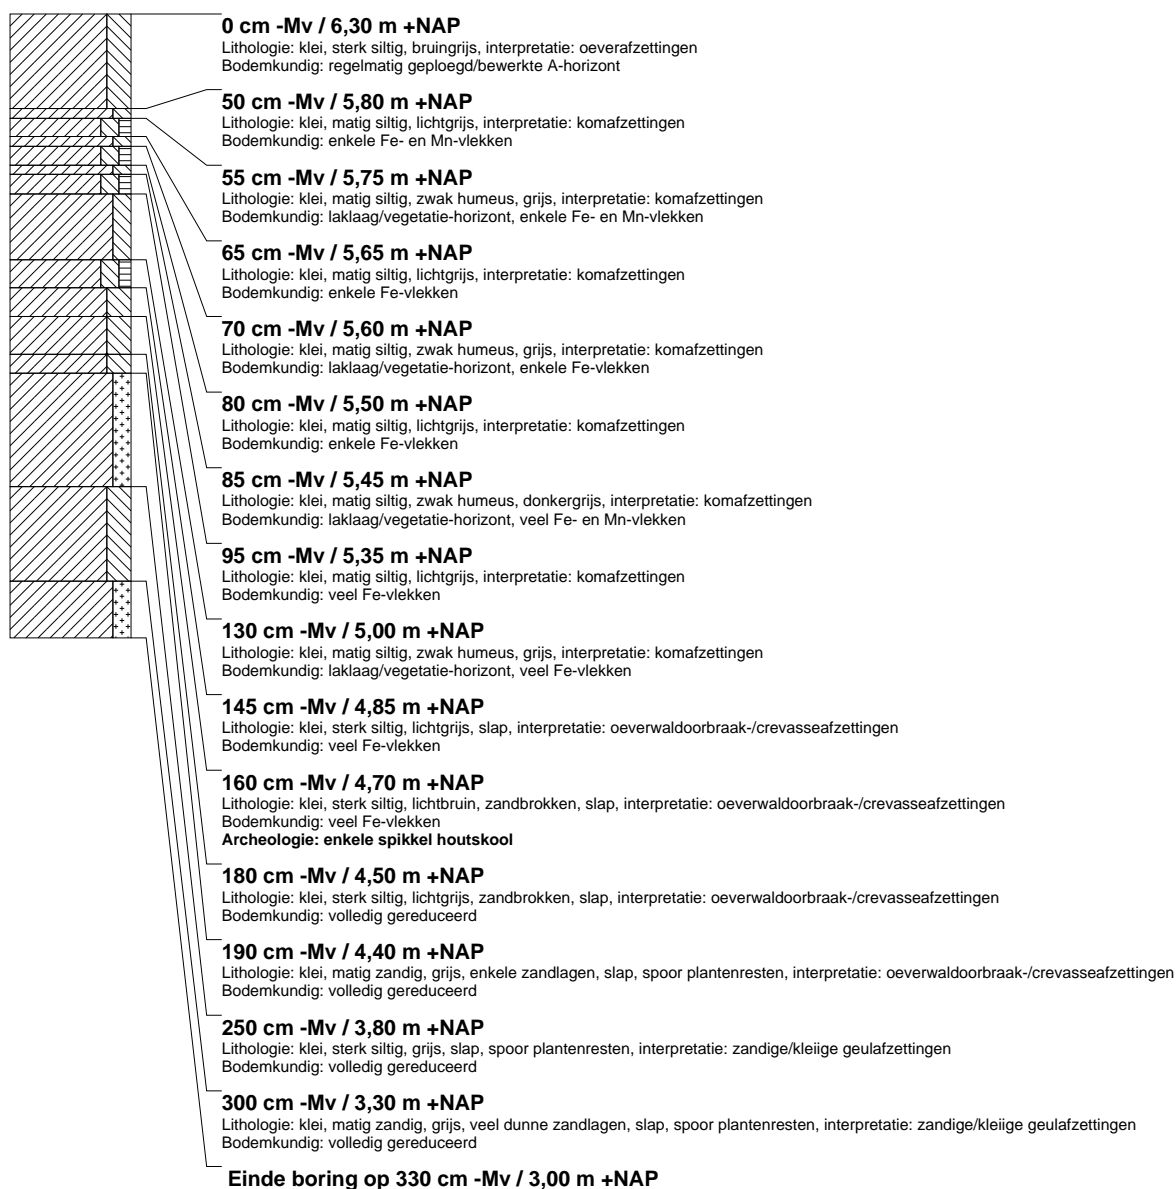 0 cm -Mv / 6,30 m +NAP
Lithologie: klei, sterk siltig, bruingrijs, interpretatie: oeverafzettingen
Bodemkundig: regelmatig geploegd/bewerkte A-horizont
50 cm -Mv / 5,80 m +NAP
Lithologie: klei, matig siltig, lichtgrijs, interpretatie: komafzettingen
Bodemkundig: enkele Fe- en Mn-vlekken
55 cm -Mv / 5,75 m +NAP
Lithologie: klei, matig siltig, zwak humeus, grijs, interpretatie: komafzettingen
Bodemkundig: laklaag/vegetatie-horizont, enkele Fe- en Mn-vlekken
65 cm -Mv / 5,65 m +NAP
Lithologie: klei, matig siltig, lichtgrijs, interpretatie: komafzettingen
Bodemkundig: enkele Fe-vlekken
70 cm -Mv / 5,60 m +NAP
Lithologie: klei, matig siltig, zwak humeus, grijs, interpretatie: komafzettingen
Bodemkundig: laklaag/vegetatie-horizont, enkele Fe-vlekken
80 cm -Mv / 5,50 m +NAP
Lithologie: klei, matig siltig, lichtgrijs, interpretatie: komafzettingen
Bodemkundig: enkele Fe-vlekken
85 cm -Mv / 5,45 m +NAP
Lithologie: klei, matig siltig, zwak humeus, donkergrijs, interpretatie: komafzettingen
Bodemkundig: laklaag/vegetatie-horizont, veel Fe- en Mn-vlekken
95 cm -Mv / 5,35 m +NAP
Lithologie: klei, matig siltig, lichtgrijs, interpretatie: komafzettingen
Bodemkundig: veel Fe-vlekken
130 cm -Mv / 5,00 m +NAP
Lithologie: klei, matig siltig, zwak humeus, grijs, interpretatie: komafzettingen
Bodemkundig: laklaag/vegetatie-horizont, veel Fe-vlekken
145 cm -Mv / 4,85 m +NAP
Lithologie: klei, sterk siltig, lichtgrijs, slap, interpretatie: oeverwaldoorbraak-/crevasseafzettingen
Bodemkundig: veel Fe-vlekken
160 cm -Mv / 4,70 m +NAP
Lithologie: klei, sterk siltig, lichtbruin, zandbrokken, slap, interpretatie: oeverwaldoorbraak-/crevasseafzettingen
Bodemkundig: veel Fe-vlekken
Archeologie: enkele spikkel houtskool
180 cm -Mv / 4,50 m +NAP
Lithologie: klei, sterk siltig, lichtgrijs, zandbrokken, slap, interpretatie: oeverwaldoorbraak-/crevasseafzettingen
Bodemkundig: volledig gereduceerd
190 cm -Mv / 4,40 m +NAP
Lithologie: klei, matig zandig, grijs, enkele zandlagen, slap, spoor plantenresten, interpretatie: oeverwaldoorbraak-/crevasseafzettingen
Bodemkundig: volledig gereduceerd
250 cm -Mv / 3,80 m +NAP
Lithologie: klei, sterk siltig, grijs, slap, spoor plantenresten, interpretatie: zandige/kleiige geulafzettingen
Bodemkundig: volledig gereduceerd
300 cm -Mv / 3,30 m +NAP
Lithologie: klei, matig zandig, grijs, veel dunne zandlagen, slap, spoor plantenresten, interpretatie: zandige/kleiige geulafzettingen
Bodemkundig: volledig gereduceerd
Einde boring op 330 cm -Mv / 3,00 m +NAP